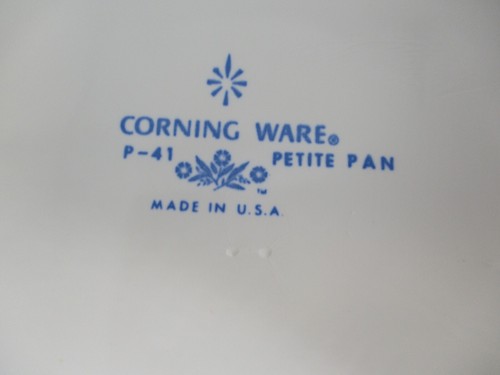 CORNING WARE®
P-41 PETITE PAN
TM
MADE IN U.S.A.